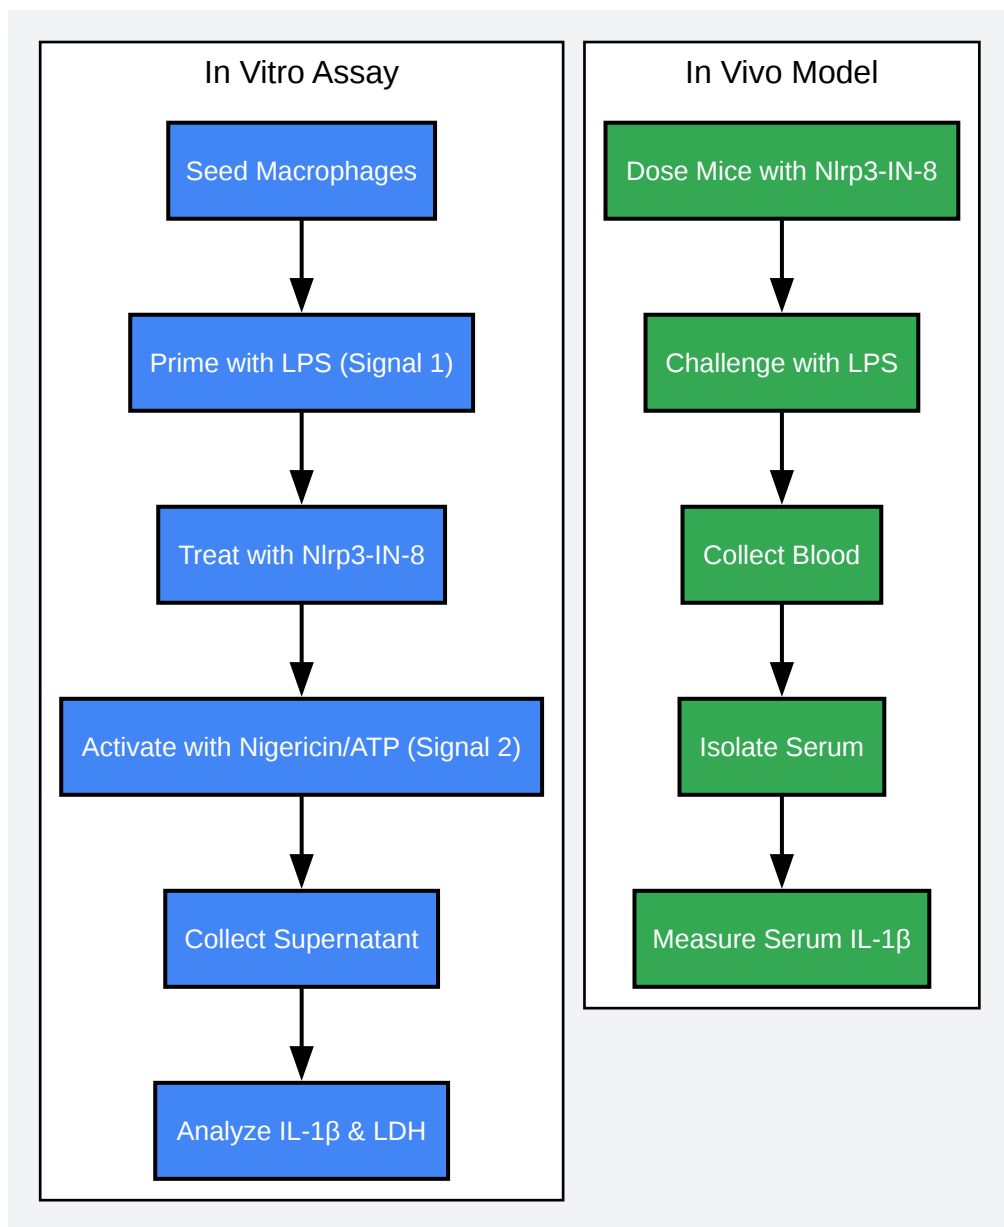 In Vitro Assay
Seed Macrophages
Prime with LPS (Signal 1)
Treat with Nlrp3-IN-8
Activate with Nigericin/ATP (Signal 2)
Collect Supernatant
Analyze IL-1β & LDH
In Vivo Model
Dose Mice with Nlrp3-IN-8
Challenge with LPS
Collect Blood
Isolate Serum
Measure Serum IL-1β